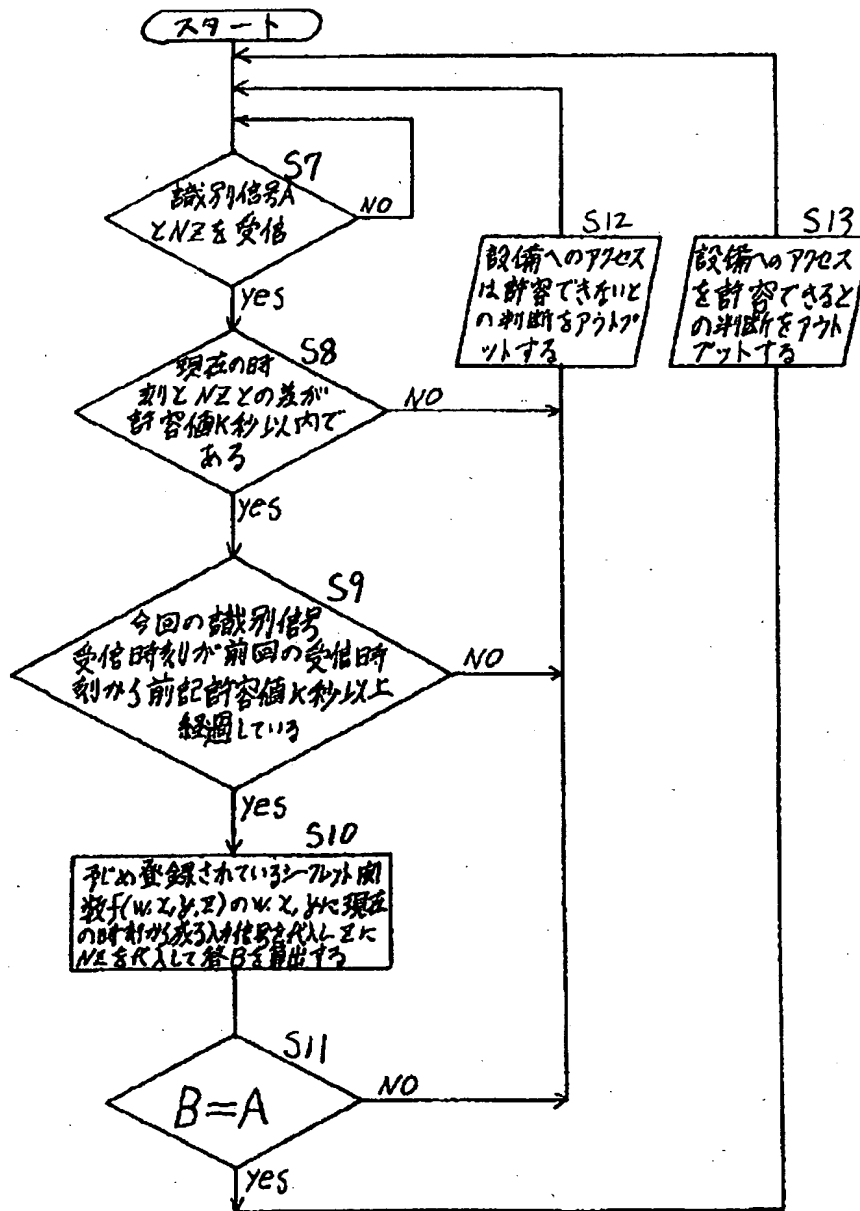 スタート
S7
識別信号A
とNZを受信
NO
yes
S12
設備へのアクセス
は許容できないと
の判断をアウトプ
ットする
S13
設備へのアクセス
を許容できると
の判断をアウト
プットする
S8
現在の時
刻とNZとの差が
許容値K秒以内で
ある
NO
yes
S9
今回の識別信号
受信時刻が前回の受信時
刻から前記許容値K秒以上
経過している
NO
yes
S10
予じめ登録されているシークレット関
数f(w.x,y.z)のw.x,yに現在
の時刻から成る入力信号を代入しzに
NZを代入して答Bを算出する
S11
B=A
NO
yes